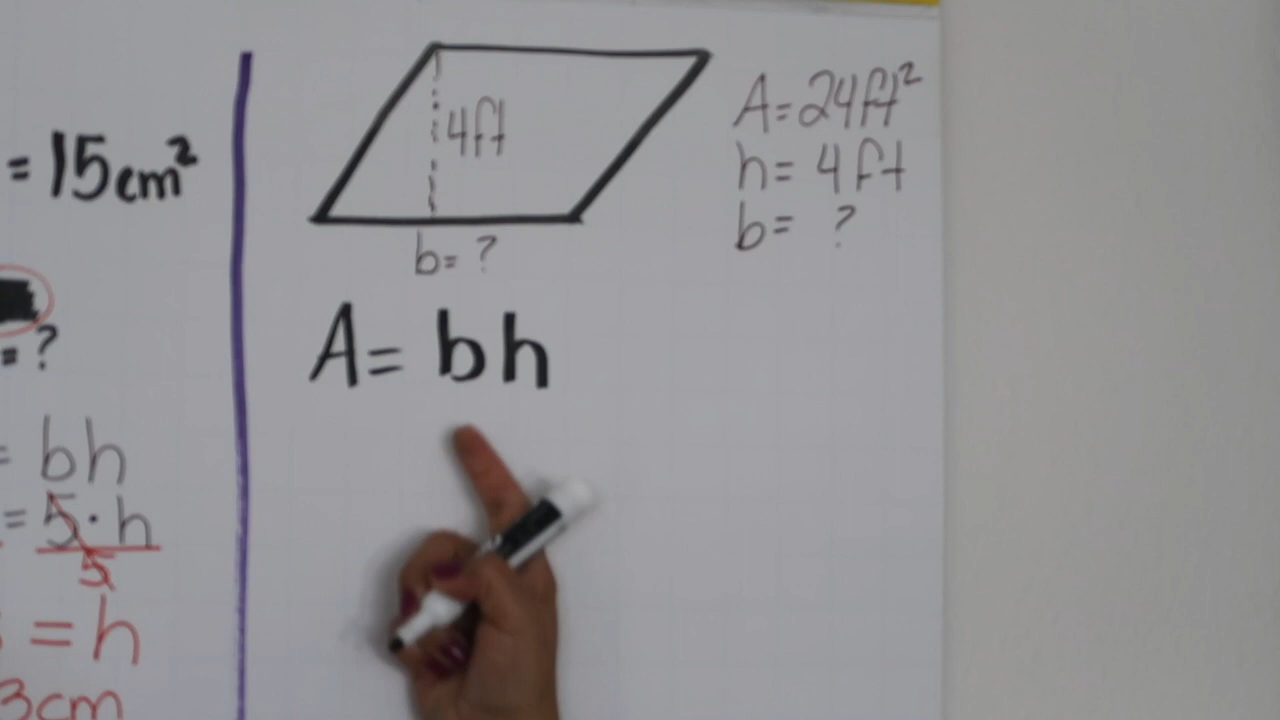 = 15cm²
= ?
= bh
= 5·h
5
= h
3cm
4ft
b= ?
A=24ft²
h= 4ft
b= ?
A= bh